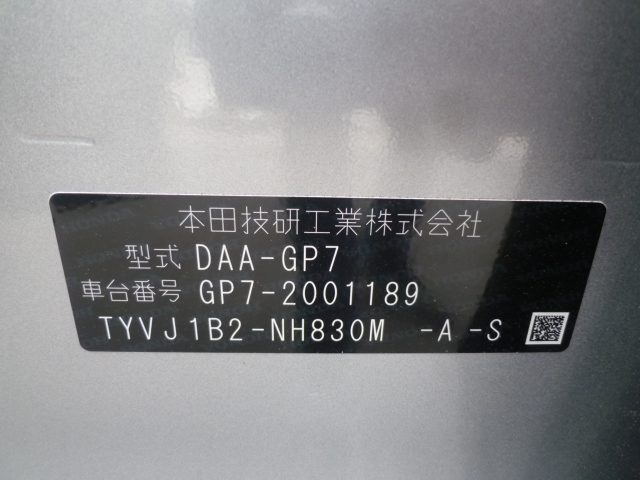 本田技研工業株式会社
型式 DAA-GP7
車台番号 GP7-2001189
TYVJ1B2-NH830M -A -S